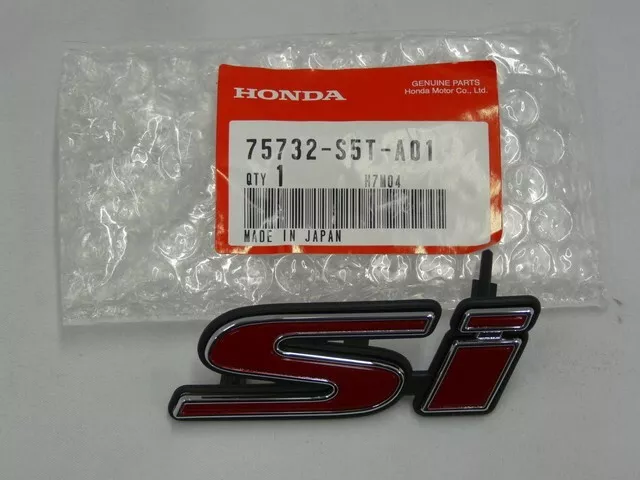 HONDA
GENUINE PARTS
Honda Motor Co., Ltd.
75732-S5T-A01
QTY 1 H7N04
MADE IN JAPAN
Si